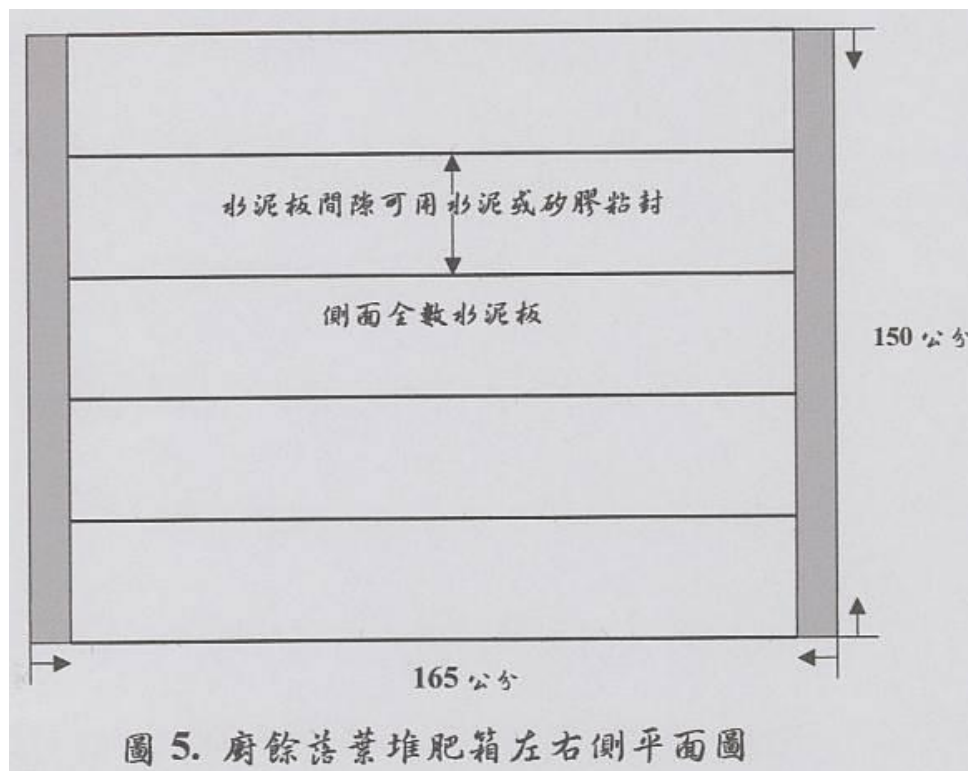 水泥板間隙可用水泥或矽膠粘封
側面全數水泥板
150 公分
165 公分
圖 5. 廚餘落葉堆肥箱左右側平面圖